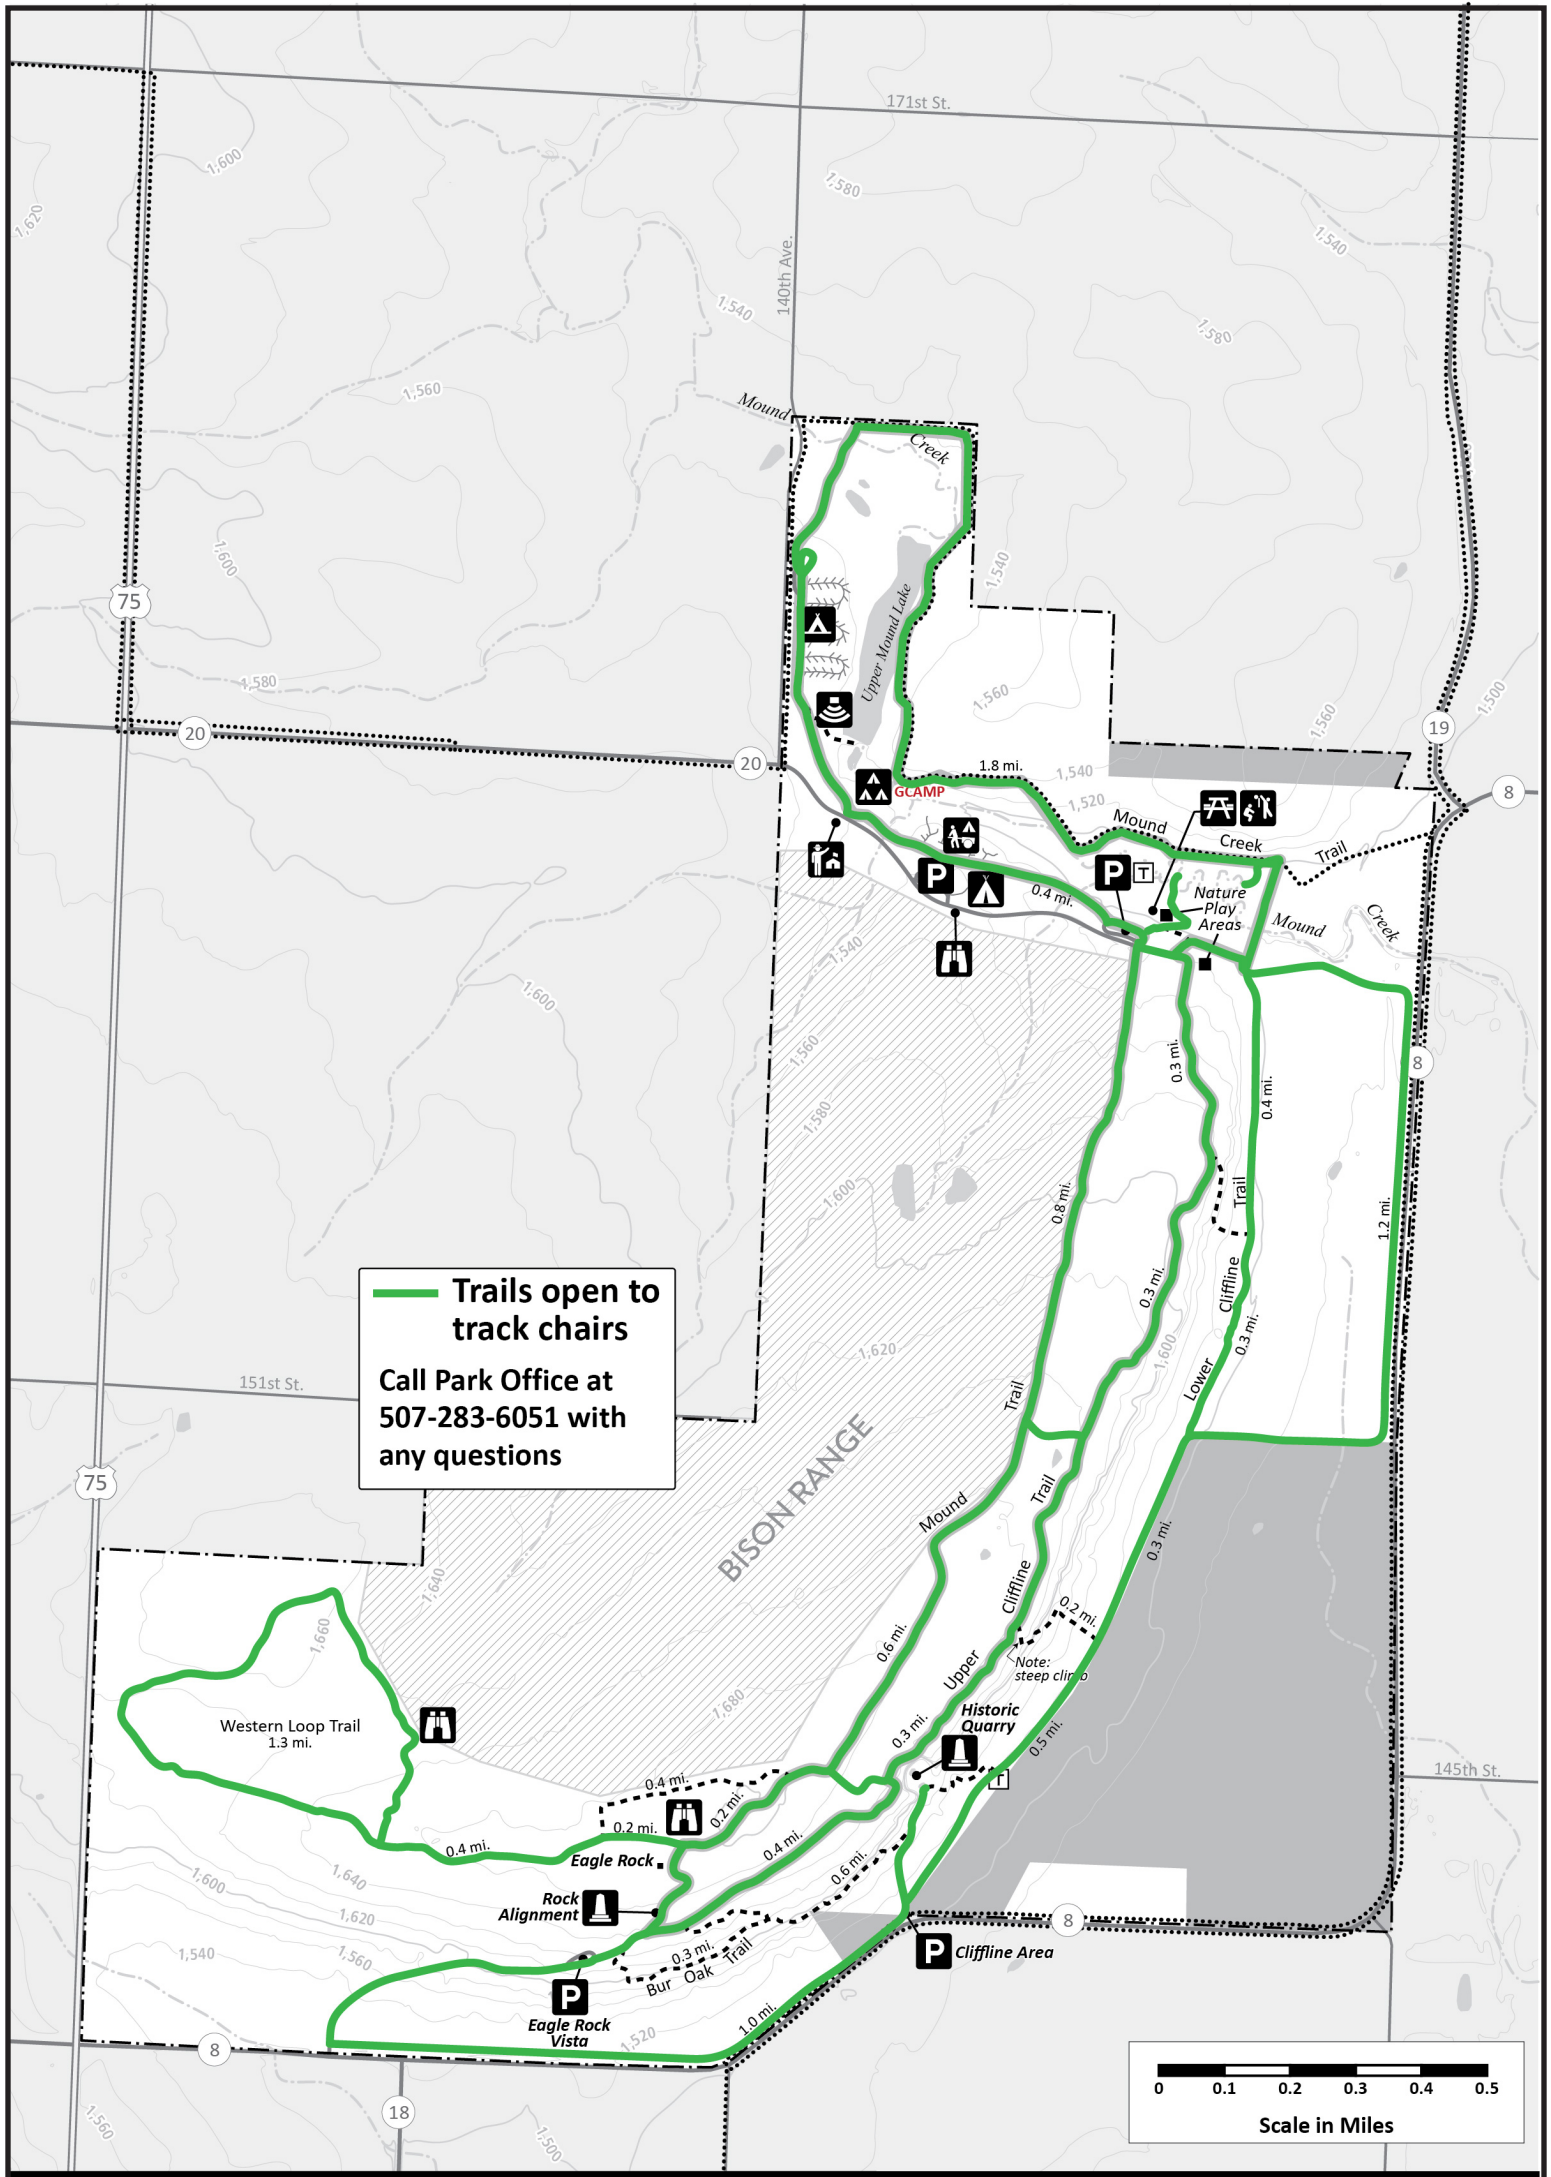 171st St.
1,600
1,620
1,580
1,540
140th Ave.
1,540
1,580
1,560
Mound
Creek
1,600
1,540
75
Upper Mound Lake
1,580
1,560
1,500
1,560
19
20
20
1.8 mi.
1,540
8
GCAMP
1,520
Mound
Creek
Trail
P
T
P
0.4 mi.
Nature
Play
Areas
Mound
Creek
1,540
1,600
1,560
0.3 mi.
8
0.4 mi.
1,580
1,600
0.8 mi.
Trail
1.2 mi.
Cliffline
0.3 mi.
0.3 mi.
Trails open to
track chairs
Call Park Office at
507-283-6051 with
any questions
1,620
1,600
151st St.
Trail
Lower
BISON RANGE
75
Mound
Trail
0.3 mi.
1,640
Cliffline
0.2 mi.
1,660
0.6 mi.
Upper
Note:
steep climb
1,680
Historic
Quarry
Western Loop Trail
1.3 mi.
0.3 mi.
0.5 mi.
145th St.
0.4 mi.
T
0.2 mi.
0.2 mi.
0.4 mi.
0.4 mi.
Eagle Rock
0.6 mi.
1,640
1,600
Rock
Alignment
1,620
8
1,540
1,560
0.3 mi.
Bur Oak Trail
P
Cliffline Area
P
Eagle Rock
Vista
1.0 mi.
1,520
8
18
1,560
1,500
0 0.1 0.2 0.3 0.4 0.5
Scale in Miles